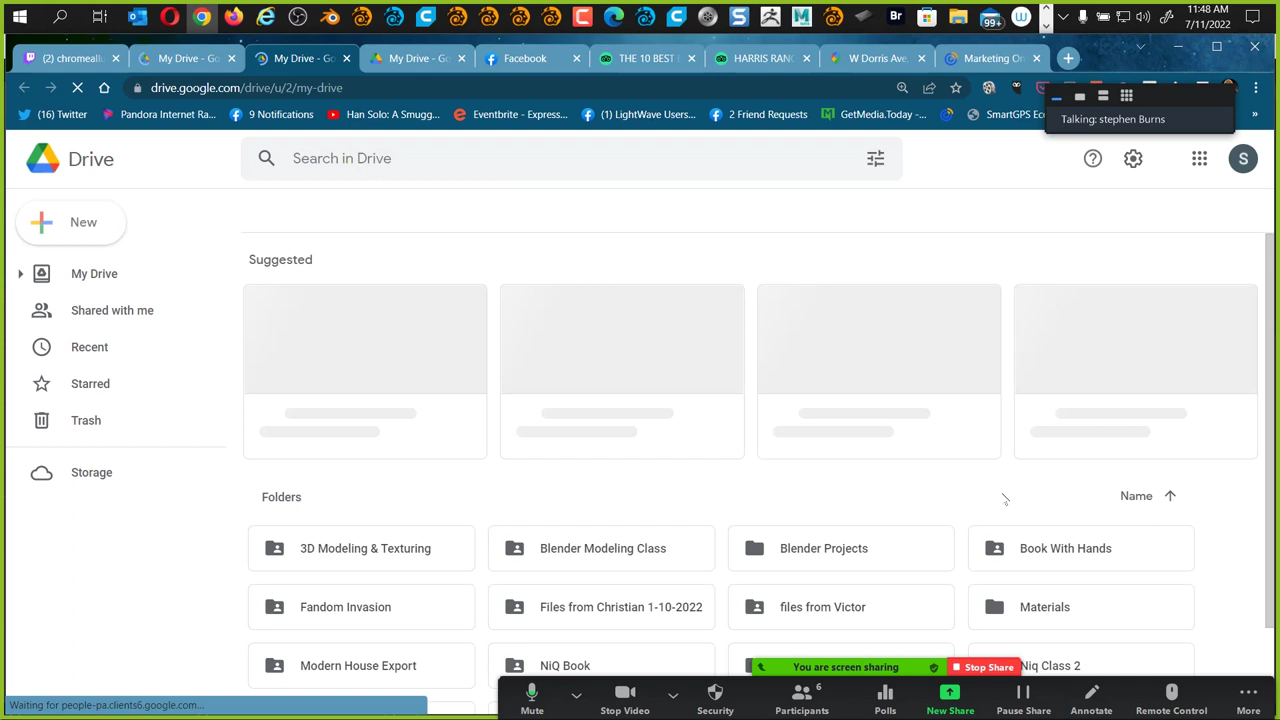 Br
99+
W
11:48 AM
7/11/2022
(2) chromeallu
My Drive - Go
My Drive - Go
My Drive - Go
Facebook
THE 10 BEST
HARRIS RANC
W Dorris Ave,
Marketing On
drive.google.com/drive/u/2/my-drive
(16) Twitter
Pandora Internet Ra...
9 Notifications
Han Solo: A Smugg...
Eventbrite - Express...
(1) LightWave Users...
2 Friend Requests
GetMedia.Today -...
SmartGPS Ec
»
Talking: stephen Burns
Drive
Search in Drive
S
New
My Drive
Shared with me
Recent
Starred
Trash
Storage
Suggested
Folders
Name
3D Modeling & Texturing
Blender Modeling Class
Blender Projects
Book With Hands
Fandom Invasion
Files from Christian 1-10-2022
files from Victor
Materials
Modern House Export
NiQ Book
Niq Class 2
You are screen sharing
Stop Share
Waiting for people-pa.clients6.google.com...
Mute
Stop Video
Security
Participants
6
Polls
New Share
Pause Share
Annotate
Remote Control
More